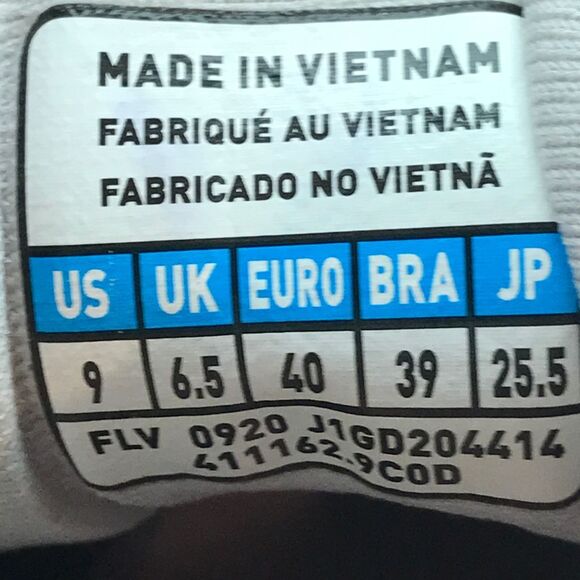 MADE IN VIETNAM
FABRIQUÉ AU VIETNAM
FABRICADO NO VIETNÃ
US UK EURO BRA JP
9 6.5 40 39 25.5
FLV 0920 J1GD204414
411162.9C0D